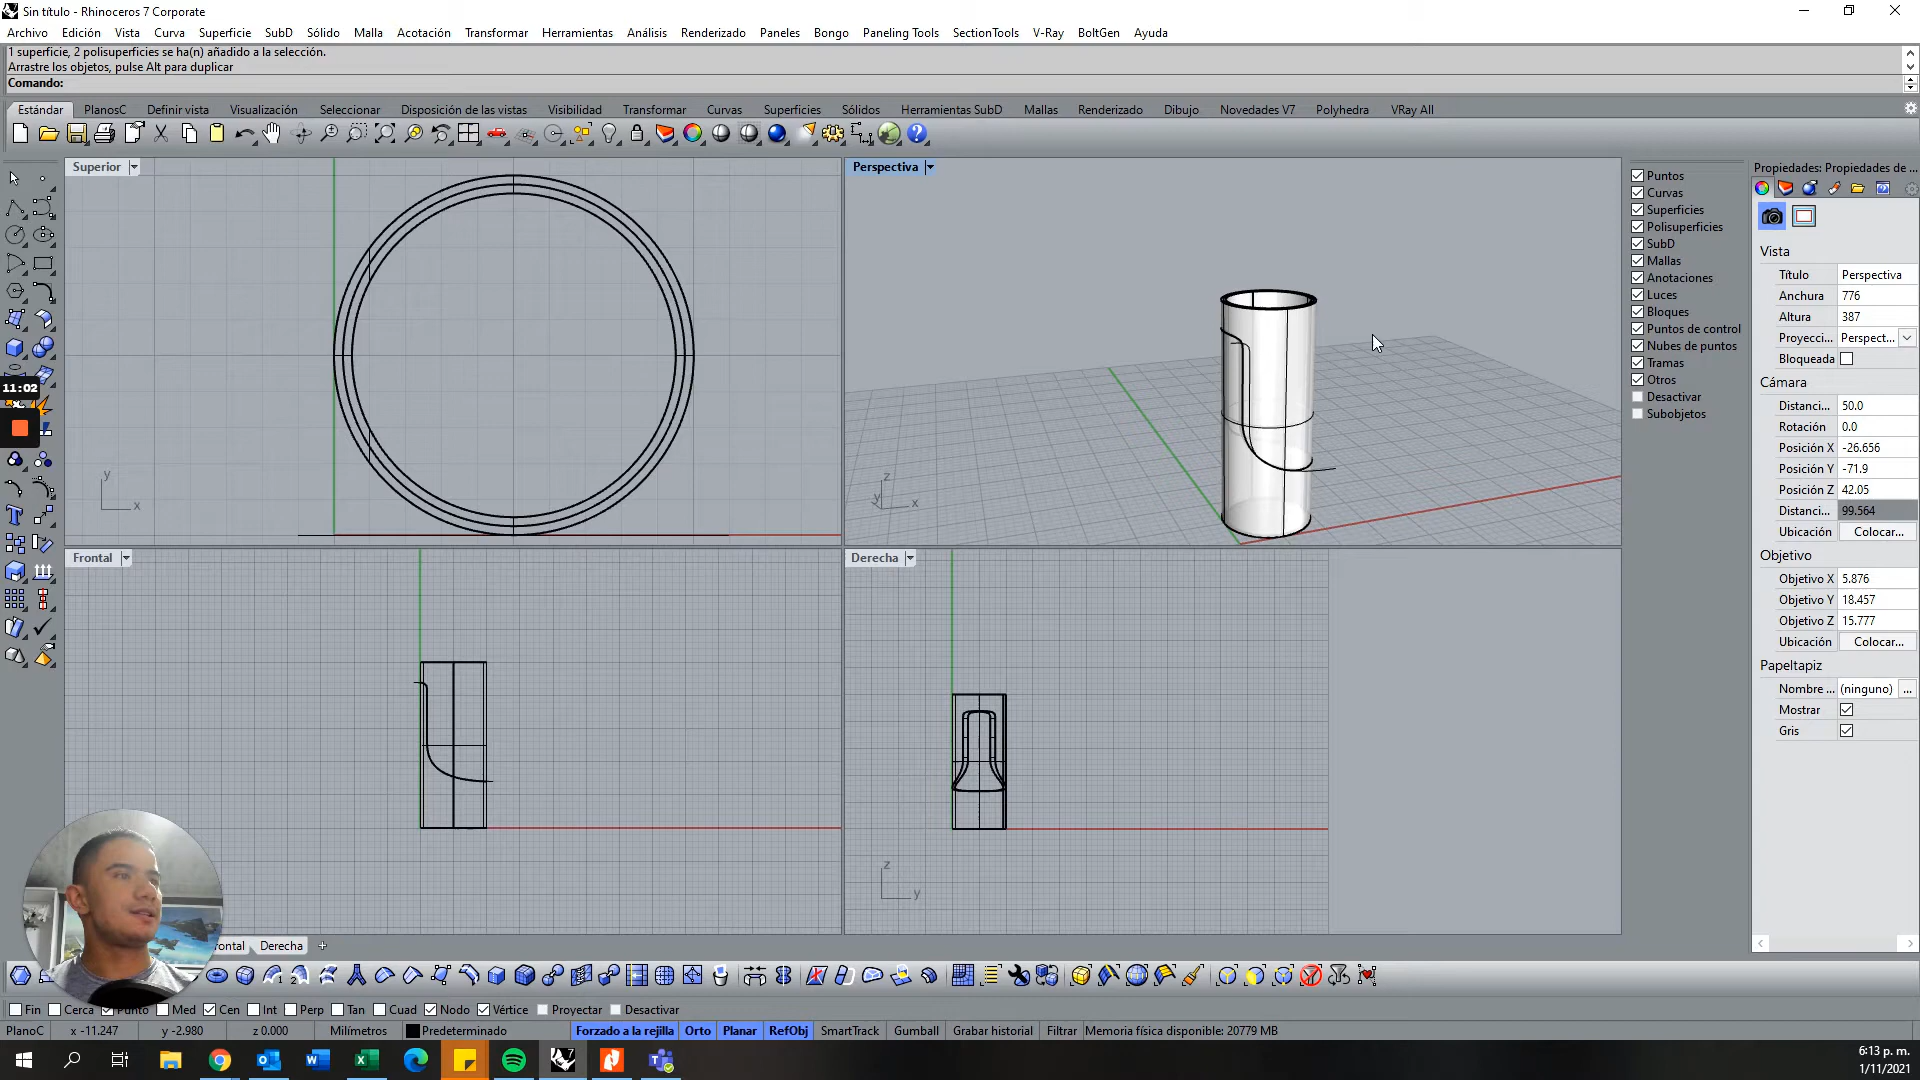 Sin título - Rhinoceros 7 Corporate
Archivo Edición Vista Curva Superficie SubD Sólido Malla Acotación Transformar Herramientas Análisis Renderizado Paneles Bongo Paneling Tools SectionTools V-Ray BoltGen Ayuda
1 superficie, 2 polisuperficies se ha(n) añadido a la selección.
Arrastre los objetos, pulse Alt para duplicar
Comando:
Estándar PlanosC Definir vista Visualización Seleccionar Disposición de las vistas Visibilidad Transformar Curvas Superficies Sólidos Herramientas SubD Mallas Renderizado Dibujo Novedades V7 Polyhedra VRay All
Superior
Perspectiva
Puntos
Curvas
Superficies
Polisuperficies
SubD
Mallas
Anotaciones
Luces
Bloques
Puntos de control
Nubes de puntos
Tramas
Otros
Desactivar
Subobjetos
Propiedades: Propiedades de ...
Vista
Título Perspectiva
Anchura 776
Altura 387
Proyecci... Perspect...
Bloqueada
Cámara
Distanci... 50.0
Rotación 0.0
Posición X -26.656
Posición Y -71.9
Posición Z 42.05
Distanci... 99.564
Ubicación Colocar...
Objetivo
Objetivo X 5.876
Objetivo Y 18.457
Objetivo Z 15.777
Ubicación Colocar...
Papeltapiz
Nombre ... (ninguno) ...
Mostrar
Gris
11:02
y
x
z
y
x
Frontal
Derecha
z
y
rontal Derecha
Fin Cerca Punto Med Cen Int Perp Tan Cuad Nodo Vértice Proyectar Desactivar
PlanoC x -11.247 y -2.980 z 0.000 Milímetros Predeterminado Forzado a la rejilla Orto Planar RefObj SmartTrack Gumball Grabar historial Filtrar Memoria física disponible: 20779 MB
6:13 p. m.
1/11/2021